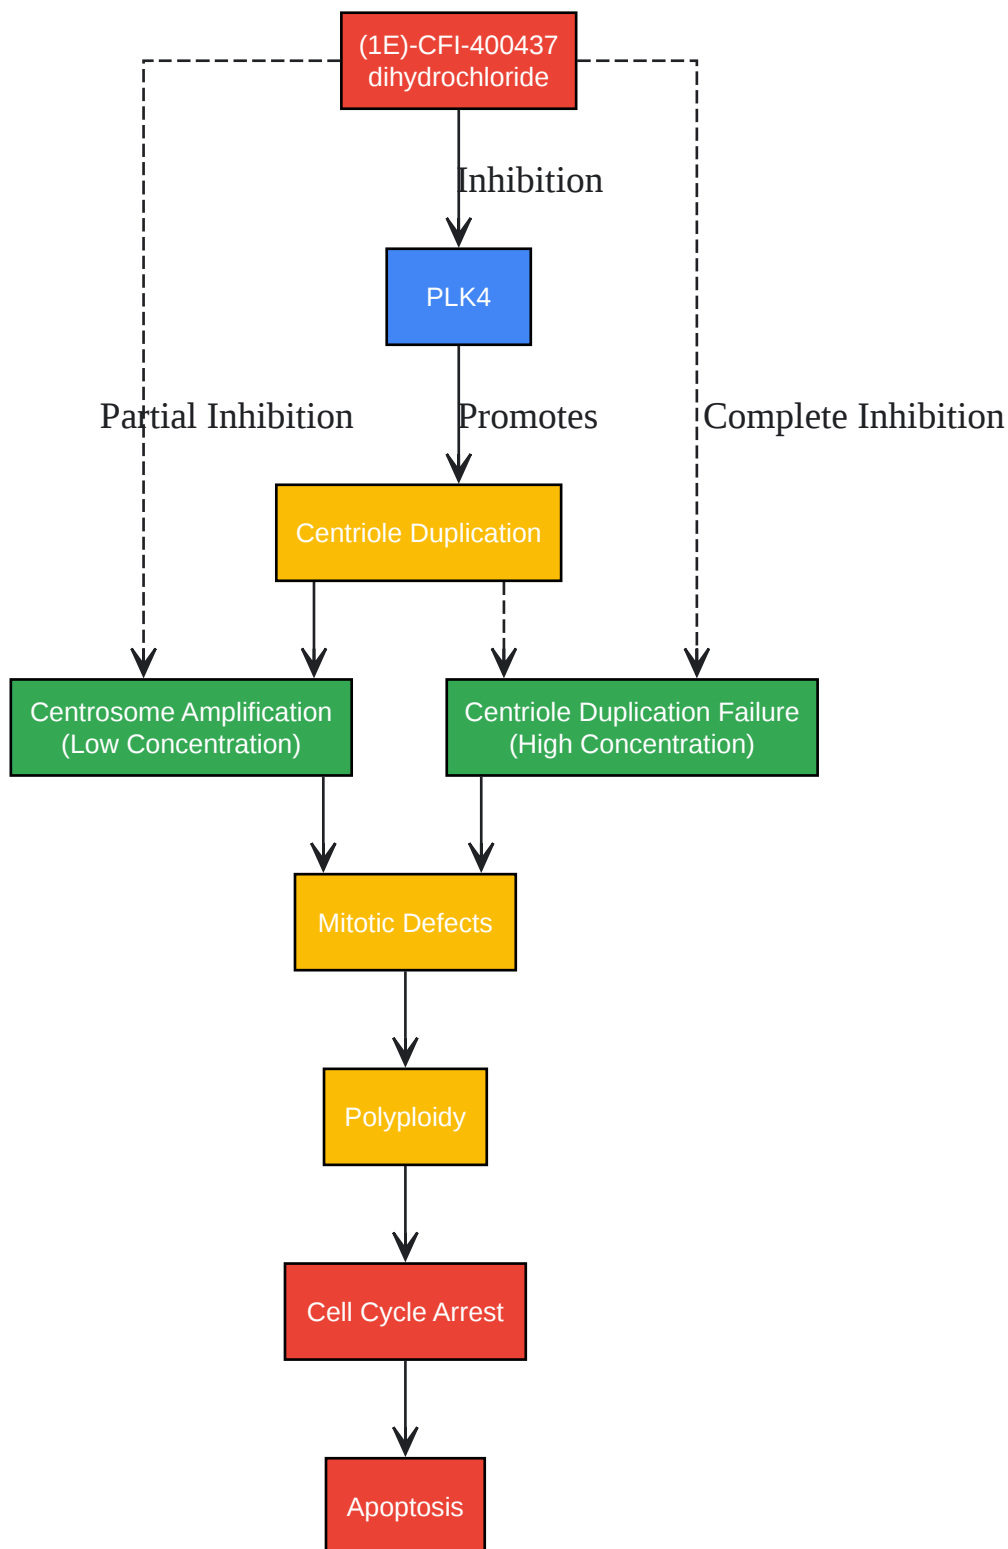 (1E)-CFI-400437
dihydrochloride
Inhibition
PLK4
Partial Inhibition
Promotes
Complete Inhibition
Centriole Duplication
Centrosome Amplification
(Low Concentration)
Centriole Duplication Failure
(High Concentration)
Mitotic Defects
Polyploidy
Cell Cycle Arrest
Apoptosis